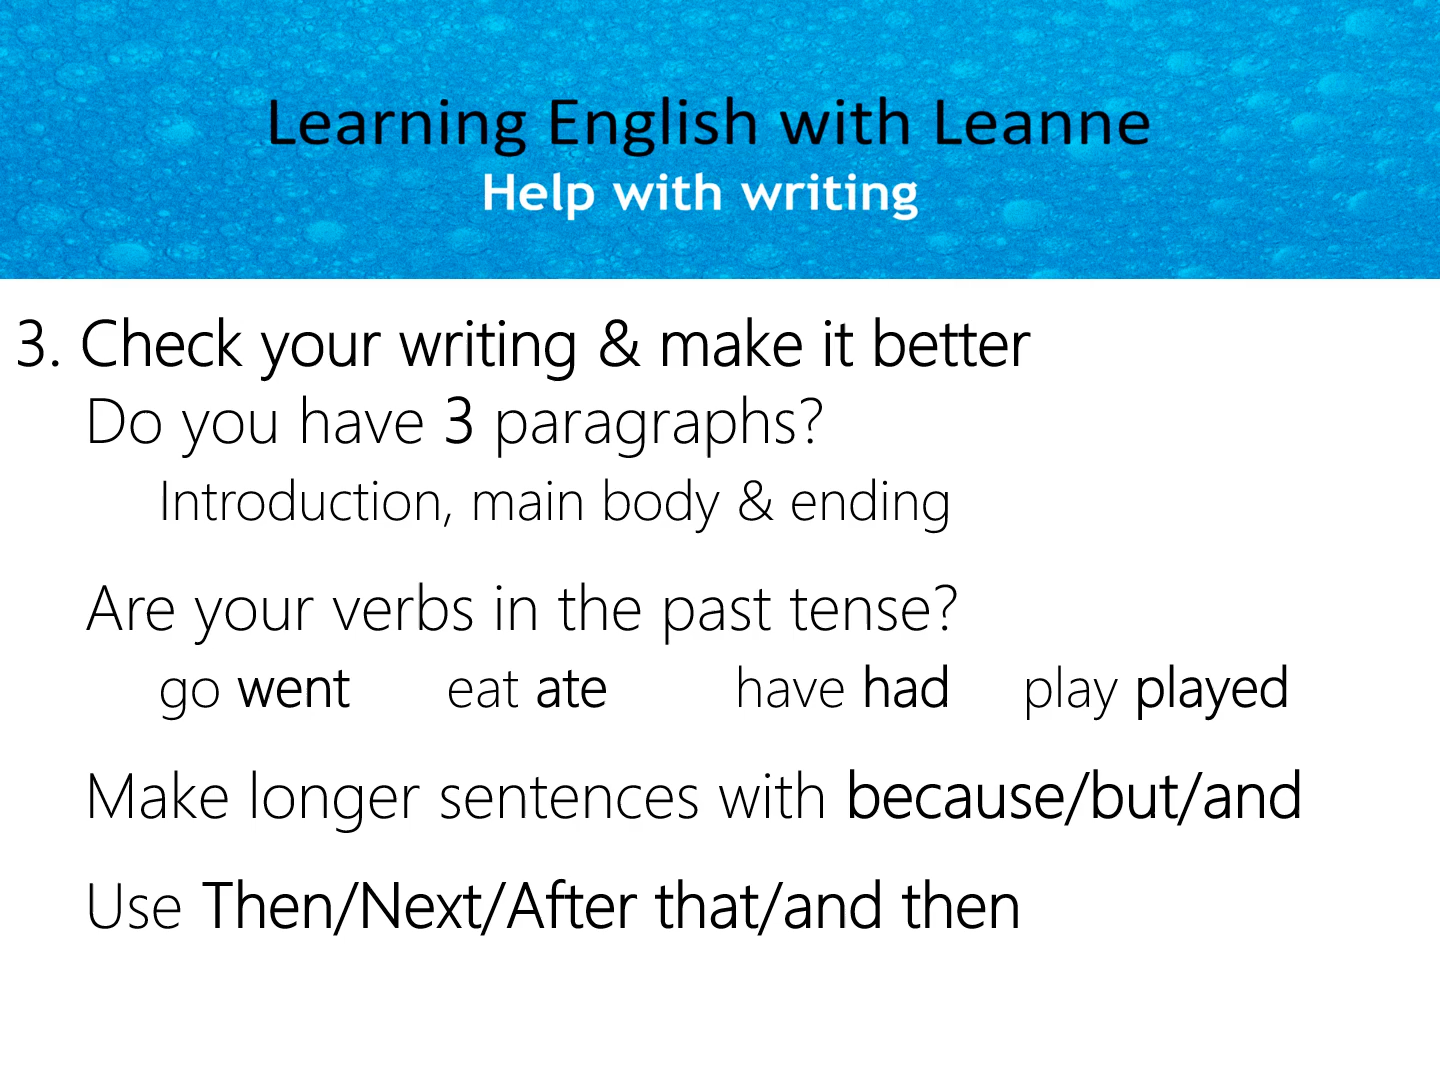 Learning English with Leanne
Help with writing
3. Check your writing & make it better
Do you have 3 paragraphs?
Introduction, main body & ending
Are your verbs in the past tense?
go went eat ate have had play played
Make longer sentences with because/but/and
Use Then/Next/After that/and then